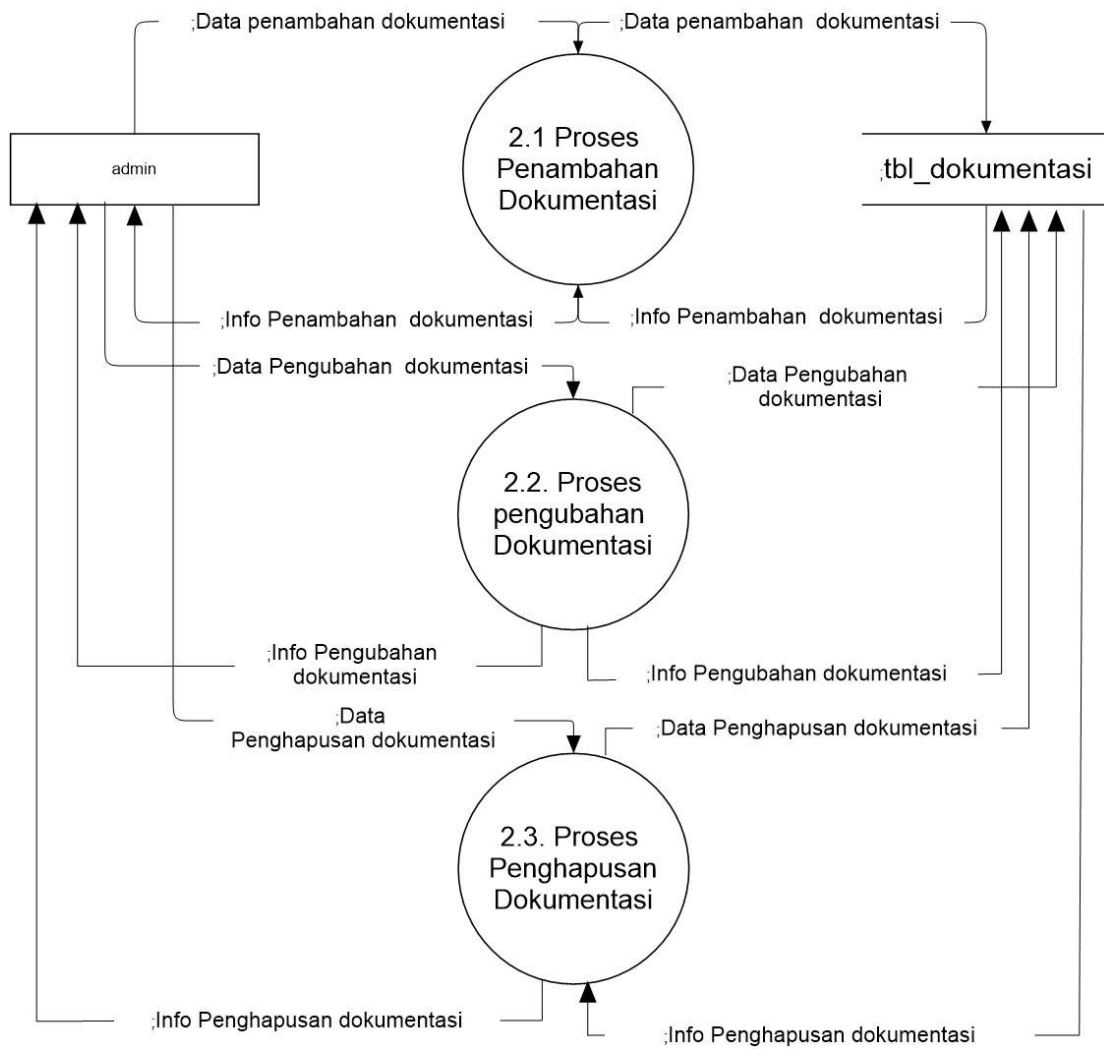 ;Data penambahan dokumentasi
;Data penambahan dokumentasi
2.1 Proses
Penambahan
Dokumentasi
admin
;tbl_dokumentasi
;Info Penambahan dokumentasi
;Info Penambahan dokumentasi
;Data Pengubahan dokumentasi
;Data Pengubahan
dokumentasi
2.2. Proses
pengubahan
Dokumentasi
;Info Pengubahan
dokumentasi
;Info Pengubahan dokumentasi
;Data
Penghapusan dokumentasi
;Data Penghapusan dokumentasi
2.3. Proses
Penghapusan
Dokumentasi
;Info Penghapusan dokumentasi
;Info Penghapusan dokumentasi